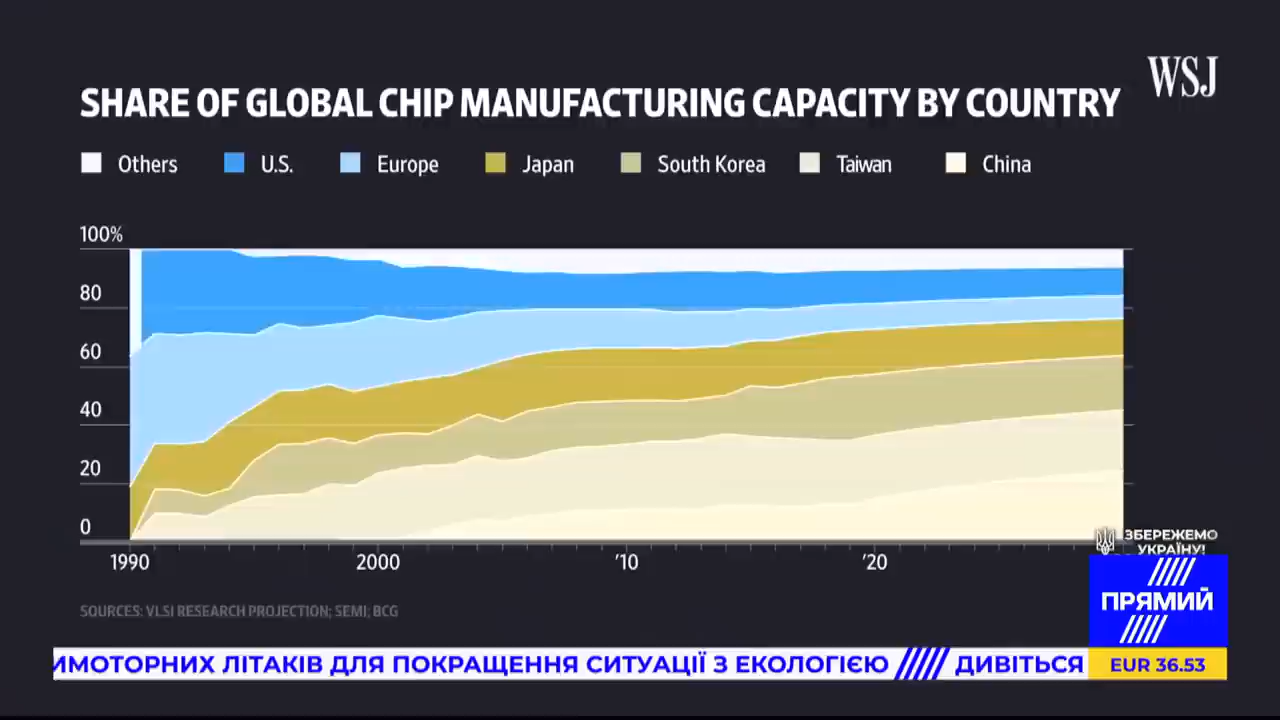 WSJ
SHARE OF GLOBAL CHIP MANUFACTURING CAPACITY BY COUNTRY
Others U.S. Europe Japan South Korea Taiwan China
100%
80
60
40
20
0
1990 2000 '10 '20
ЗБЕРЕЖЕМО
УКРАЇНУ!
SOURCES: VLSI RESEARCH PROJECTION; SEMI; BCG
ПРЯМИЙ
ИМОТОРНИХ ЛІТАКІВ ДЛЯ ПОКРАЩЕННЯ СИТУАЦІЇ З ЕКОЛОГІЄЮ ДИВІТЬСЯ
EUR 36.53